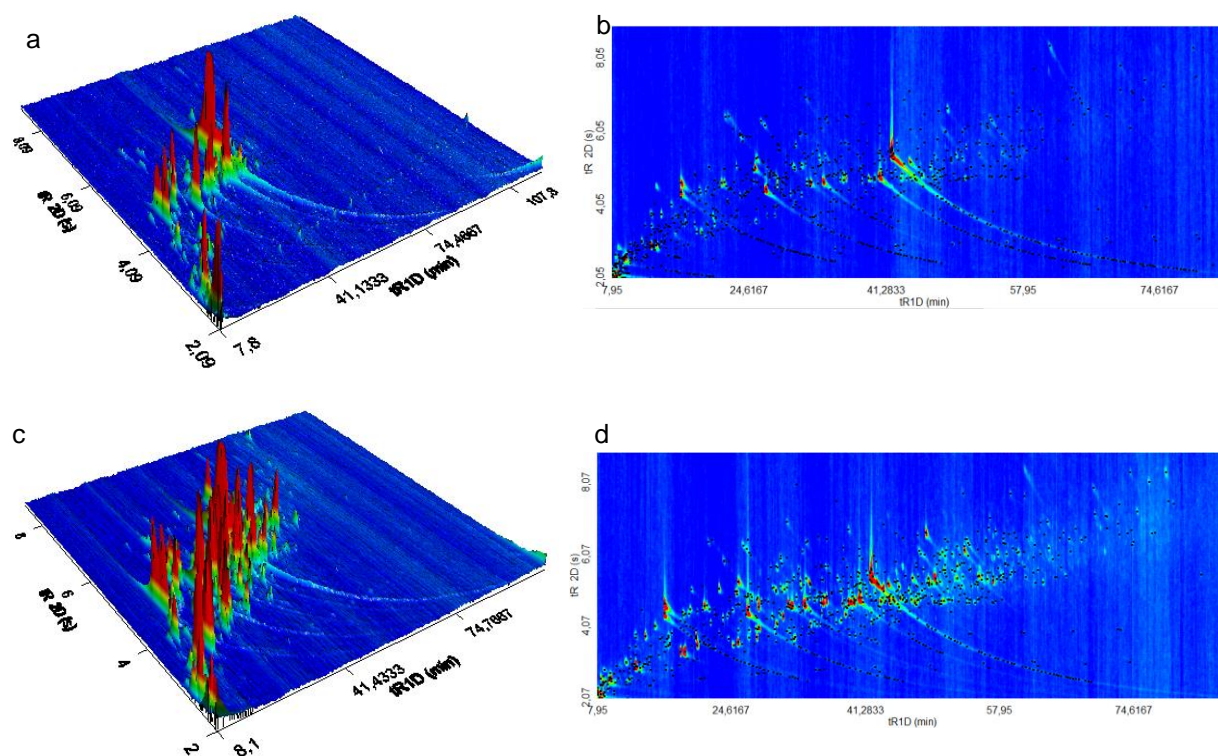 a
8,09
6,09
4,09
2,09
tR 2D (s)
7,8
41,1333
74,4667
107,8
tR1D (min)
b
8,05
6,05
4,05
2,05
tR 2D (s)
7,95
24,6167
41,2833
57,95
74,6167
tR1D (min)
c
8
6
4
2
tR 2D (s)
8,1
41,4333
74,7667
tR1D (min)
d
8,07
6,07
4,07
2,07
tR 2D (s)
7,95
24,6167
41,2833
57,95
74,6167
tR1D (min)